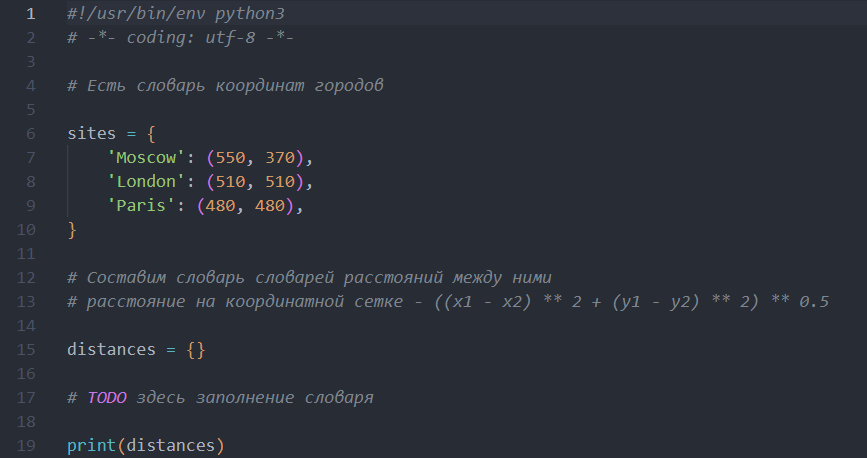 1 #!/usr/bin/env python3
2 # -*- coding: utf-8 -*-
3
4 # Есть словарь координат городов
5
6 sites = {
7     'Moscow': (550, 370),
8     'London': (510, 510),
9     'Paris': (480, 480),
10 }
11
12 # Составим словарь словарей расстояний между ними
13 # расстояние на координатной сетке - ((x1 - x2) ** 2 + (y1 - y2) ** 2) ** 0.5
14
15 distances = {}
16
17 # TODO здесь заполнение словаря
18
19 print(distances)